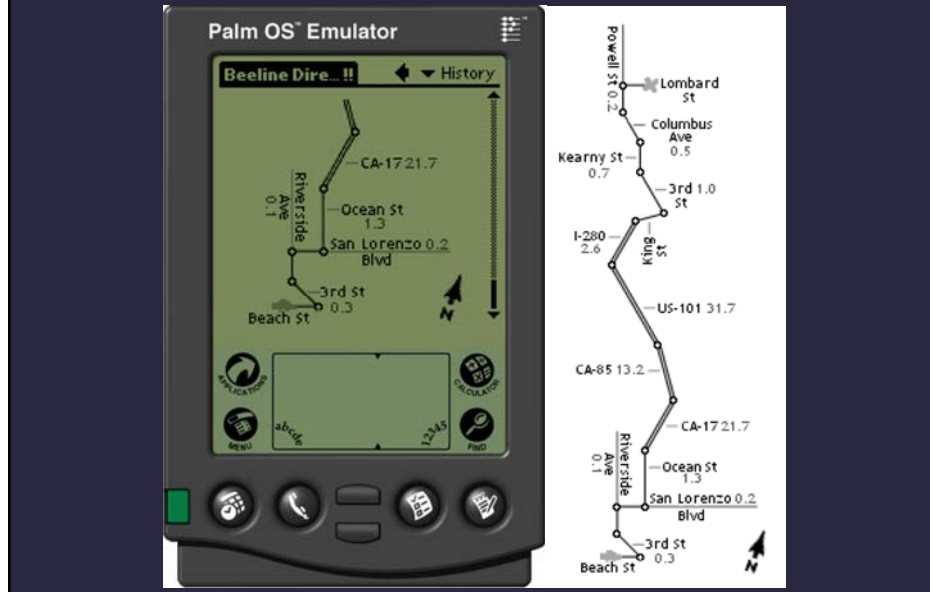 Palm OS™ Emulator
Beeline Dire...!!
History
CA-17 21.7
Riverside
Ave
0.1
Ocean St
1.3
San Lorenzo 0.2
Blvd
3rd St
0.3
Beach St
N
APPLICATIONS
CALCULATOR
MENU
FIND
abcde
12345
Powell St 0.2
Lombard
St
Columbus
Ave
0.5
Kearny St
0.7
3rd 1.0
St
King
St
I-280
2.6
US-101 31.7
CA-85 13.2
CA-17 21.7
Riverside
Ave
0.1
Ocean St
1.3
San Lorenzo 0.2
Blvd
3rd St
0.3
Beach St
N